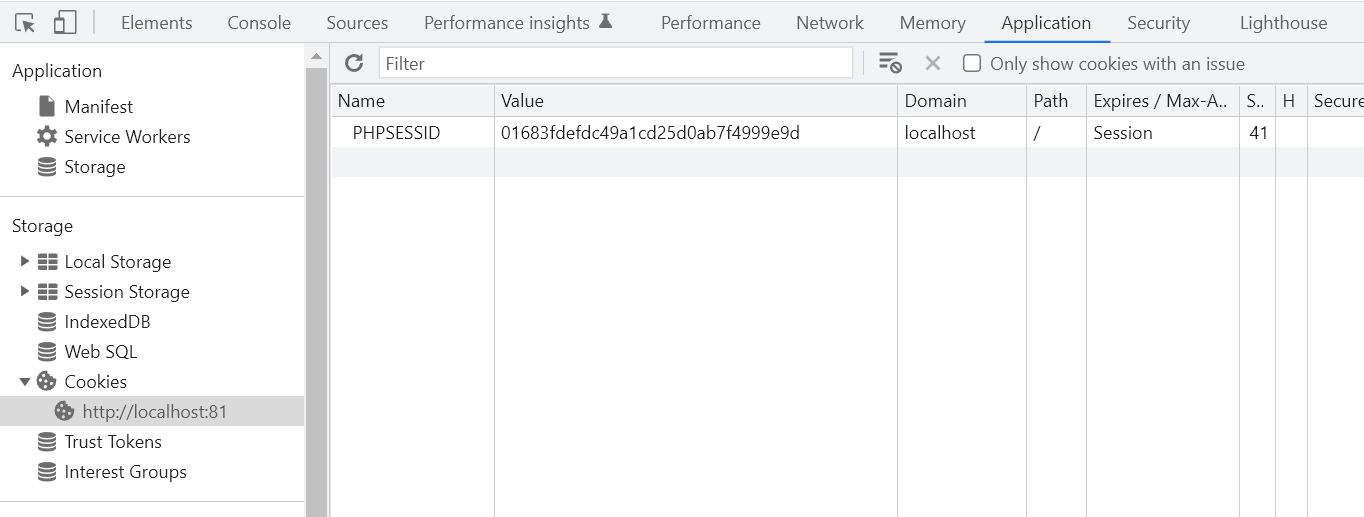 Elements Console Sources Performance insights Performance Network Memory Application Security Lighthouse
Application
Manifest
Service Workers
Storage
Storage
Local Storage
Session Storage
IndexedDB
Web SQL
Cookies
http://localhost:81
Trust Tokens
Interest Groups
Filter Only show cookies with an issue
Name Value Domain Path Expires / Max-A.. S.. H Secure
PHPSESSID 01683fdefdc49a1cd25d0ab7f4999e9d localhost / Session 41